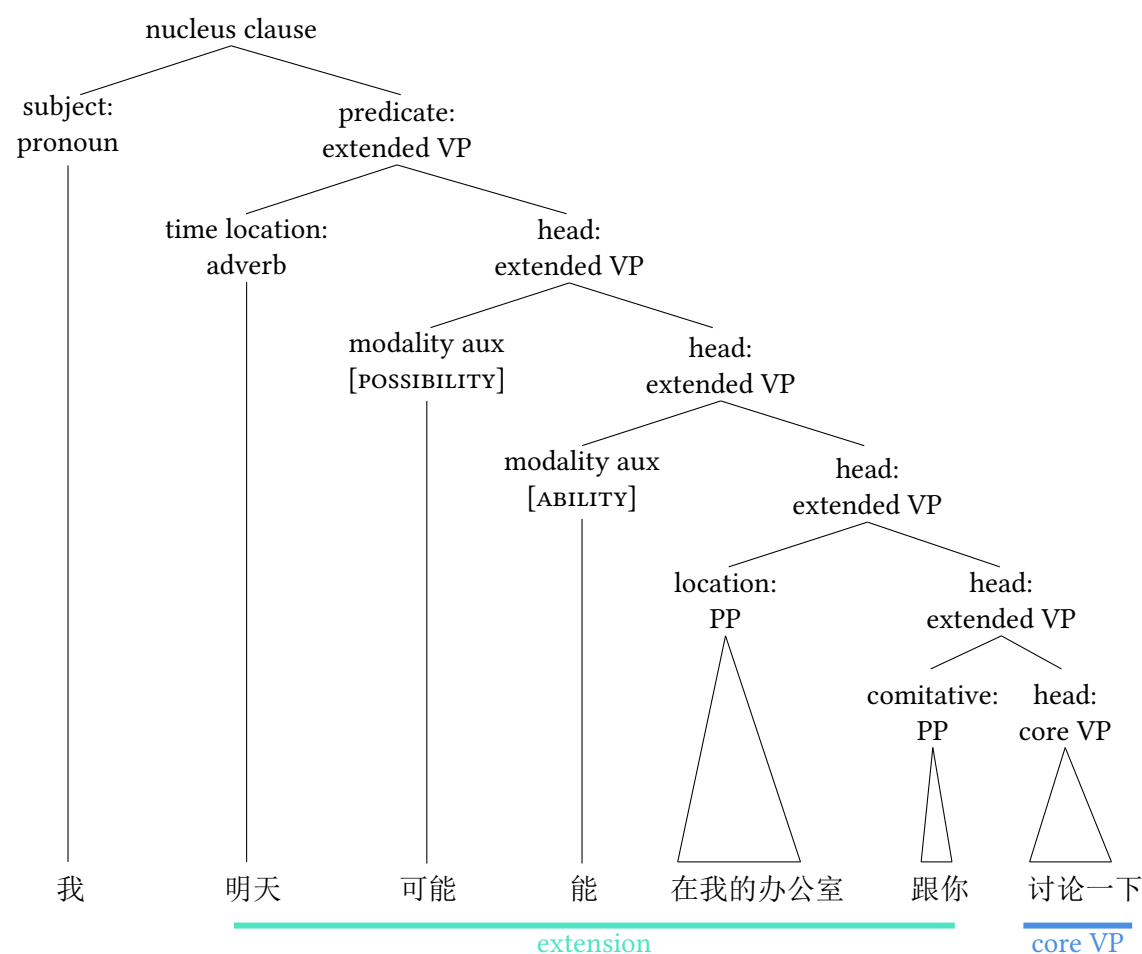 nucleus clause
subject:
pronoun
predicate:
extended VP
time location:
adverb
head:
extended VP
modality aux
[POSSIBILITY]
head:
extended VP
modality aux
[ABILITY]
head:
extended VP
location:
PP
head:
extended VP
comitative:
PP
head:
core VP
我 明天 可能 能 在我的办公室 跟你 讨论一下
extension core VP